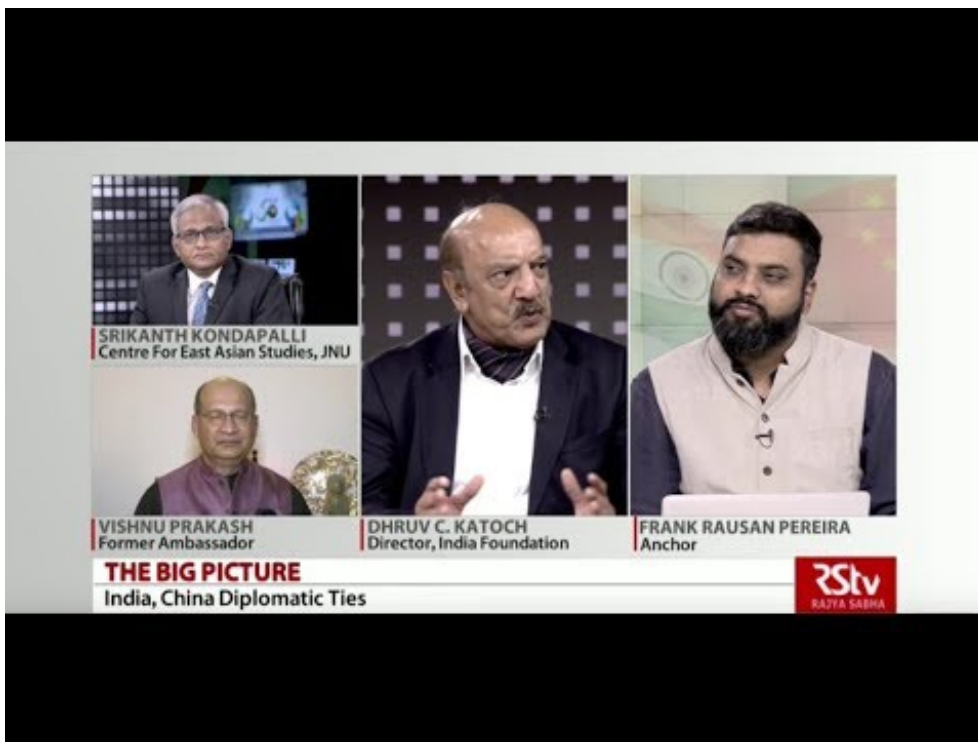 SRIKANTH KONDAPALLI
Centre For East Asian Studies, JNU
VISHNU PRAKASH
Former Ambassador
DHRUV C. KATOCH
Director, India Foundation
FRANK RAUSAN PEREIRA
Anchor
THE BIG PICTURE
India, China Diplomatic Ties
RStv
RAJYA SABHA